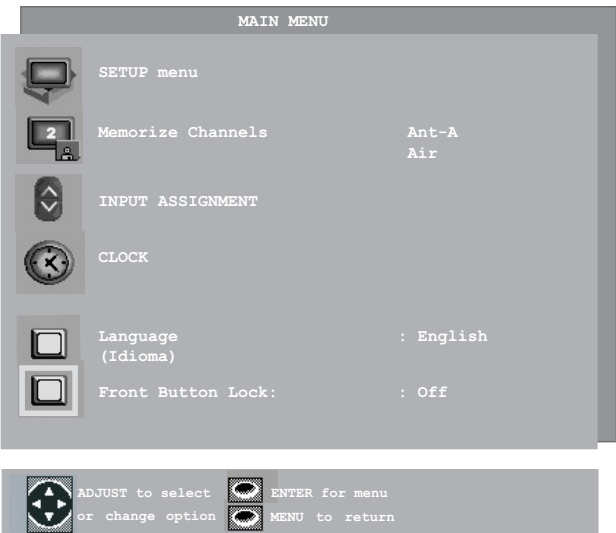 MAIN MENU
SETUP menu
2
Memorize Channels Ant-A
Air
INPUT ASSIGNMENT
CLOCK
Language : English
(Idioma)
Front Button Lock: : Off
ADJUST to select ENTER for menu
or change option MENU to return